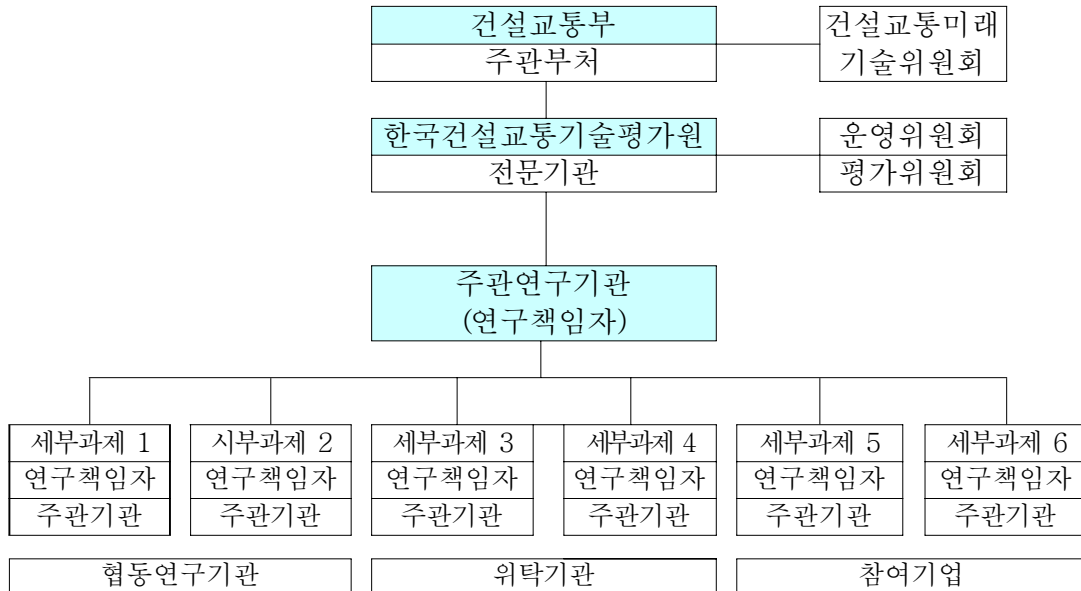 건설교통부
주관부처
건설교통미래
기술위원회
한국건설교통기술평가원
전문기관
운영위원회
평가위원회
주관연구기관
(연구책임자)
세부과제 1
연구책임자
주관기관
시부과제 2
연구책임자
주관기관
세부과제 3
연구책임자
주관기관
세부과제 4
연구책임자
주관기관
세부과제 5
연구책임자
주관기관
세부과제 6
연구책임자
주관기관
협동연구기관
위탁기관
참여기업